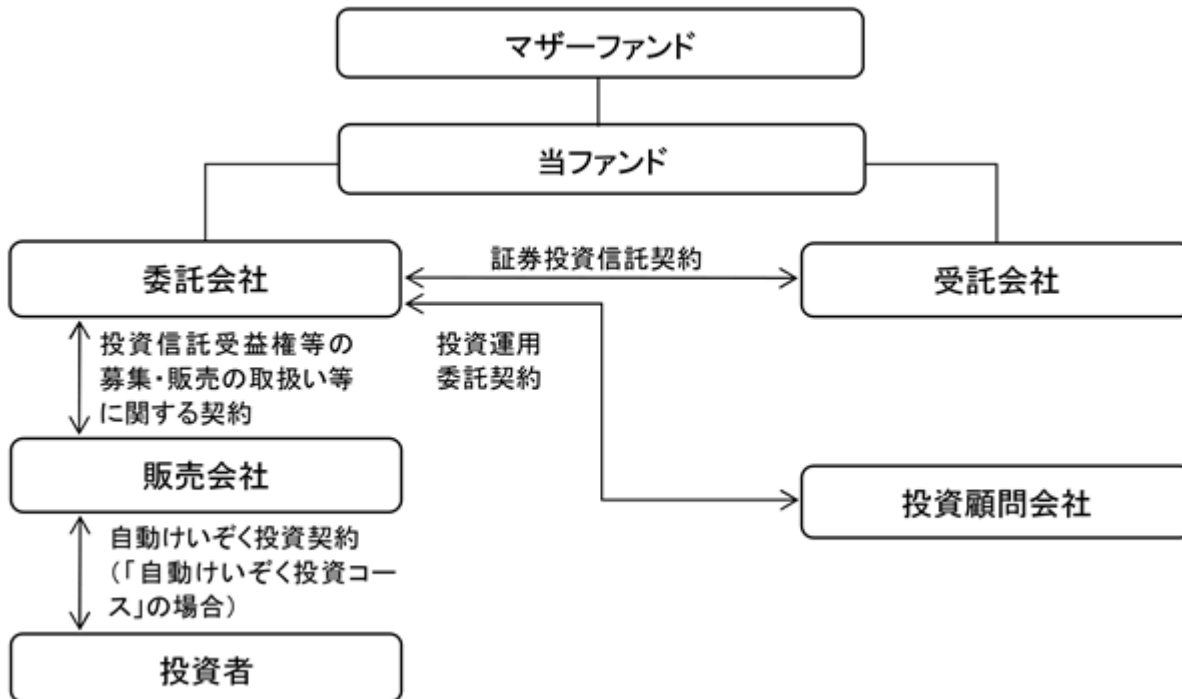 マザーファンド
当ファンド
委託会社
証券投資信託契約
受託会社
投資信託受益権等の
募集・販売の取扱い等
に関する契約
投資運用
委託契約
販売会社
投資顧問会社
自動けいぞく投資契約
(「自動けいぞく投資コー
ス」の場合)
投資者